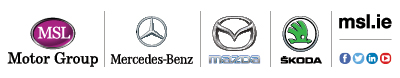 MSL
Motor Group
Mercedes-Benz
mazda
ŠKODA
msl.ie